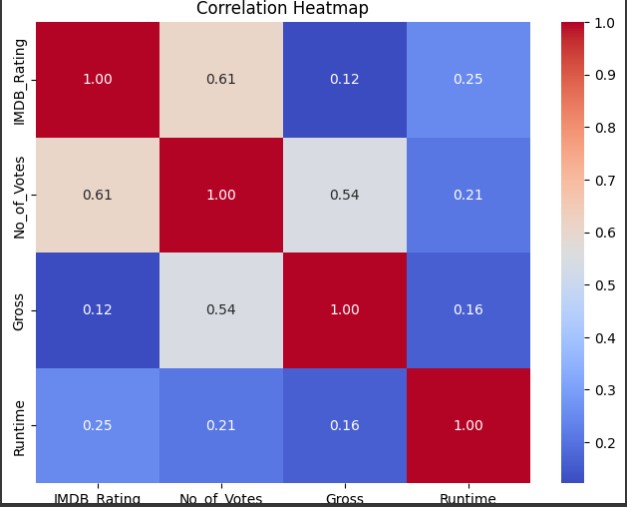 Correlation Heatmap
IMDB_Rating
1.00
0.61
0.12
0.25
No_of_Votes
0.61
1.00
0.54
0.21
Gross
0.12
0.54
1.00
0.16
Runtime
0.25
0.21
0.16
1.00
IMDB_Rating
No_of_Votes
Gross
Runtime
1.0
0.9
0.8
0.7
0.6
0.5
0.4
0.3
0.2